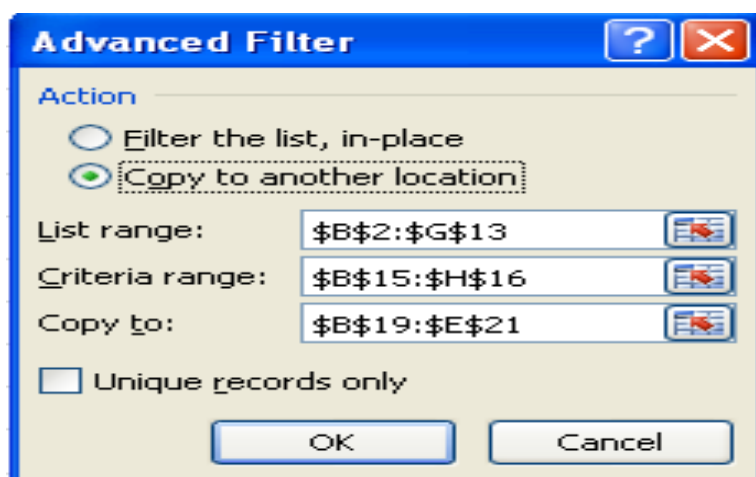 Advanced Filter ?
Action
Filter the list, in-place
Copy to another location
List range: $B$2:$G$13
Criteria range: $B$15:$H$16
Copy to: $B$19:$E$21
Unique records only
OK Cancel